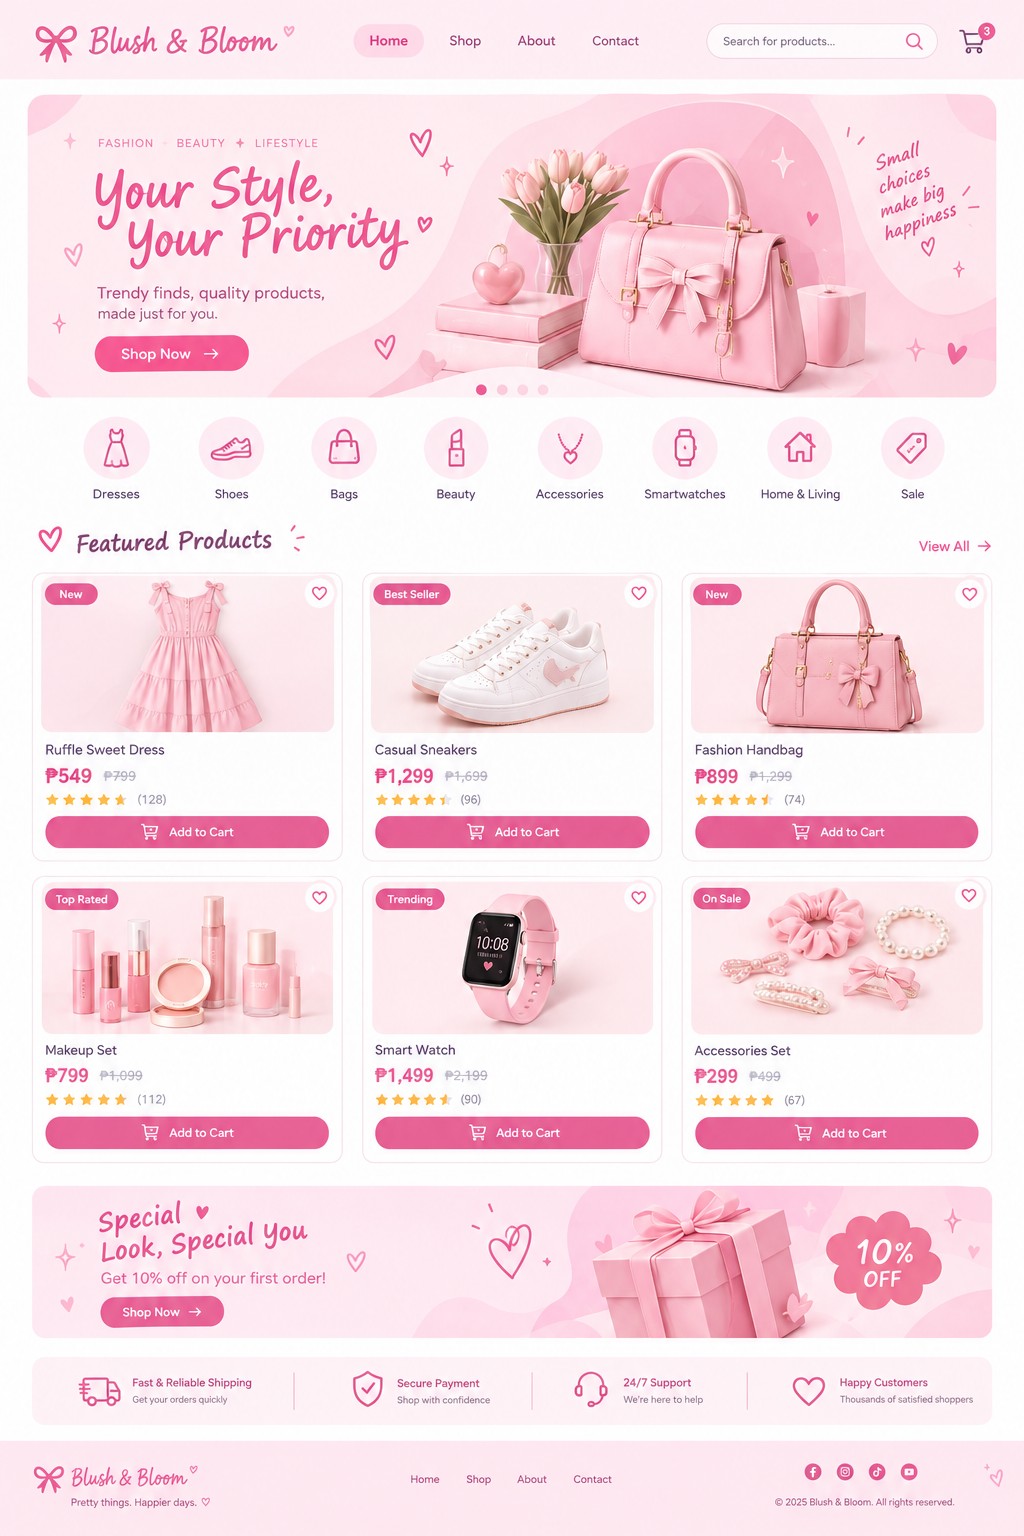 Blush & Bloom
Home
Shop
About
Contact
Search for products...
3
FASHION · BEAUTY ✦ LIFESTYLE
Your Style,
Your Priority
Trendy finds, quality products,
made just for you.
Shop Now →
Small
choices
make big
happiness
Dresses
Shoes
Bags
Beauty
Accessories
Smartwatches
Home & Living
Sale
Featured Products
View All →
New
Ruffle Sweet Dress
₱549 ₱799
(128)
Add to Cart
Best Seller
Casual Sneakers
₱1,299 ₱1,699
(96)
Add to Cart
New
Fashion Handbag
₱899 ₱1,299
(74)
Add to Cart
Top Rated
Makeup Set
₱799 ₱1,099
(112)
Add to Cart
Trending
10:08
Smart Watch
₱1,499 ₱2,199
(90)
Add to Cart
On Sale
Accessories Set
₱299 ₱499
(67)
Add to Cart
Special
Look, Special You
Get 10% off on your first order!
Shop Now →
10%
OFF
Fast & Reliable Shipping
Get your orders quickly
Secure Payment
Shop with confidence
24/7 Support
We're here to help
Happy Customers
Thousands of satisfied shoppers
Blush & Bloom
Pretty things. Happier days.
Home
Shop
About
Contact
© 2025 Blush & Bloom. All rights reserved.